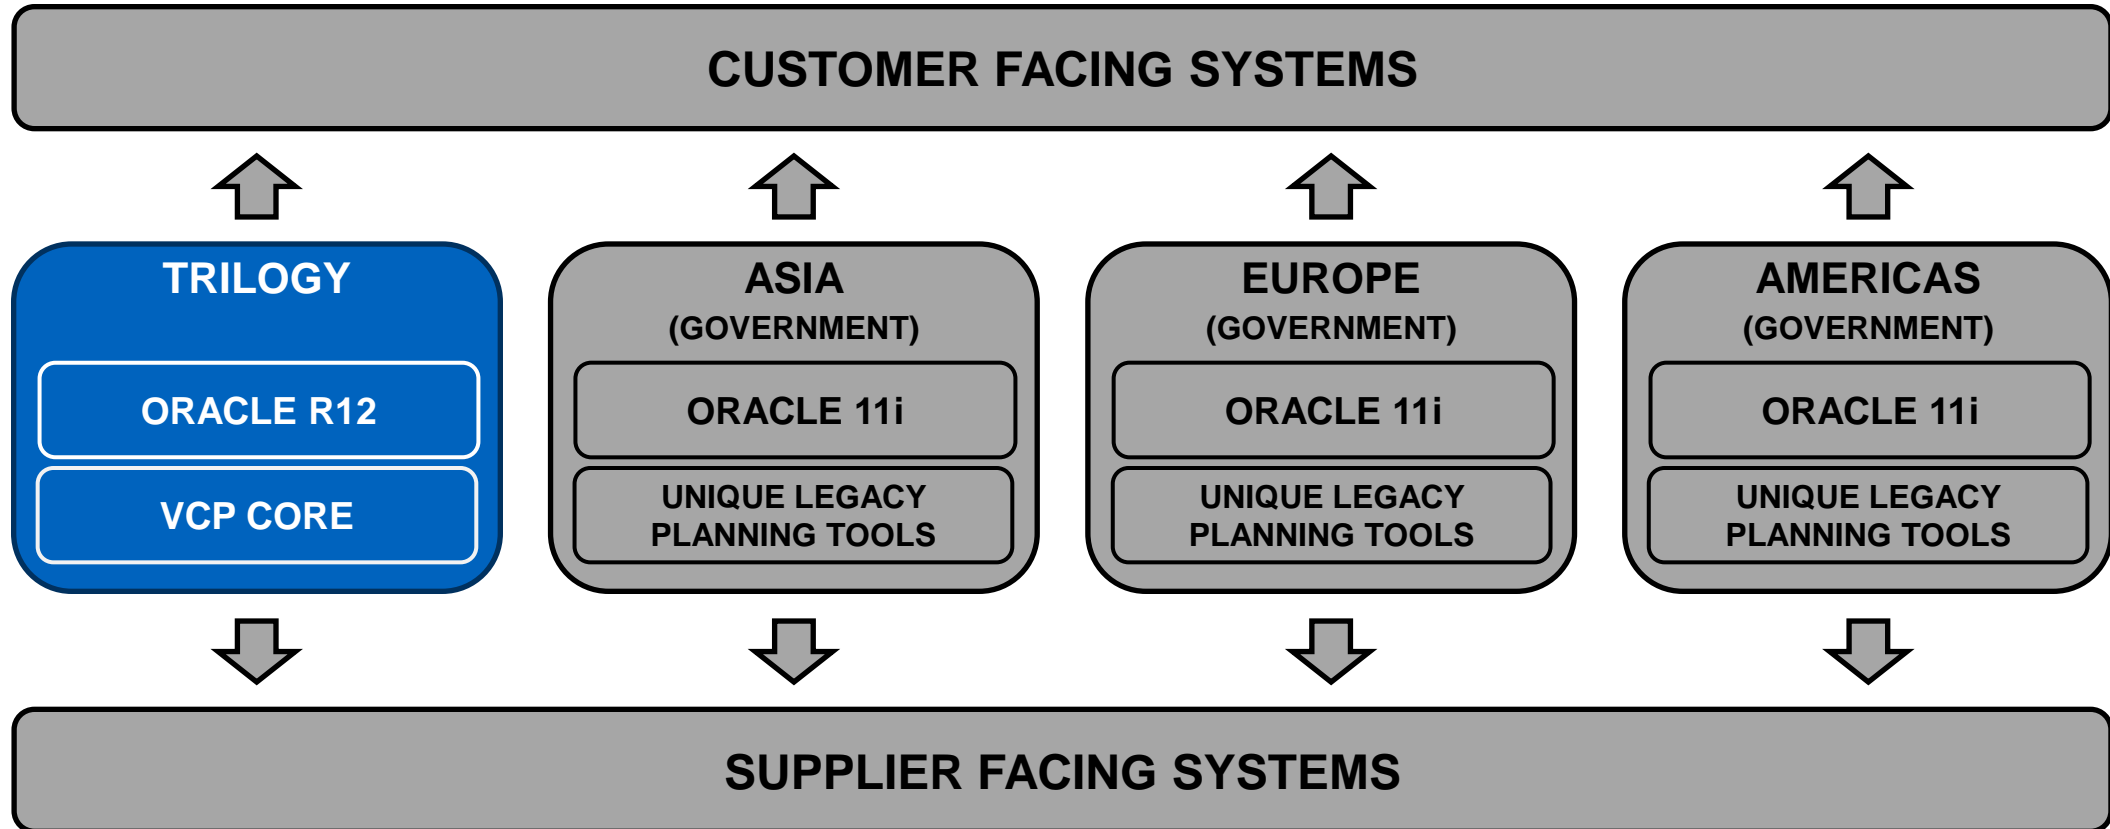 CUSTOMER FACING SYSTEMS
TRILOGY
ORACLE R12
VCP CORE
ASIA
(GOVERNMENT)
ORACLE 11i
UNIQUE LEGACY
PLANNING TOOLS
EUROPE
(GOVERNMENT)
ORACLE 11i
UNIQUE LEGACY
PLANNING TOOLS
AMERICAS
(GOVERNMENT)
ORACLE 11i
UNIQUE LEGACY
PLANNING TOOLS
SUPPLIER FACING SYSTEMS